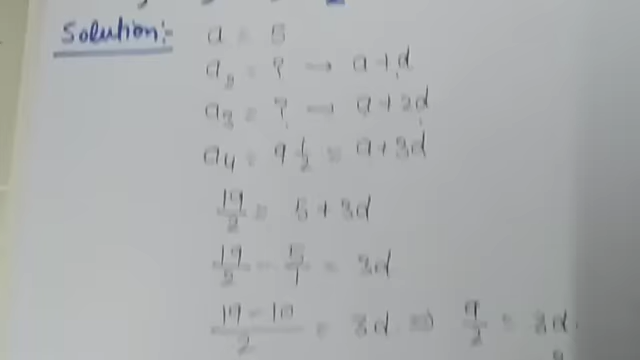 Solution:-
a = 5
a₂ = ? → a+d
a₃ = ? → a+2d
a₄ = 9 1/2 = a+3d
19/2 = 5+3d
19/2 - 5/1 = 3d
19-10/2 = 3d ⇒ 9/2 = 3d.